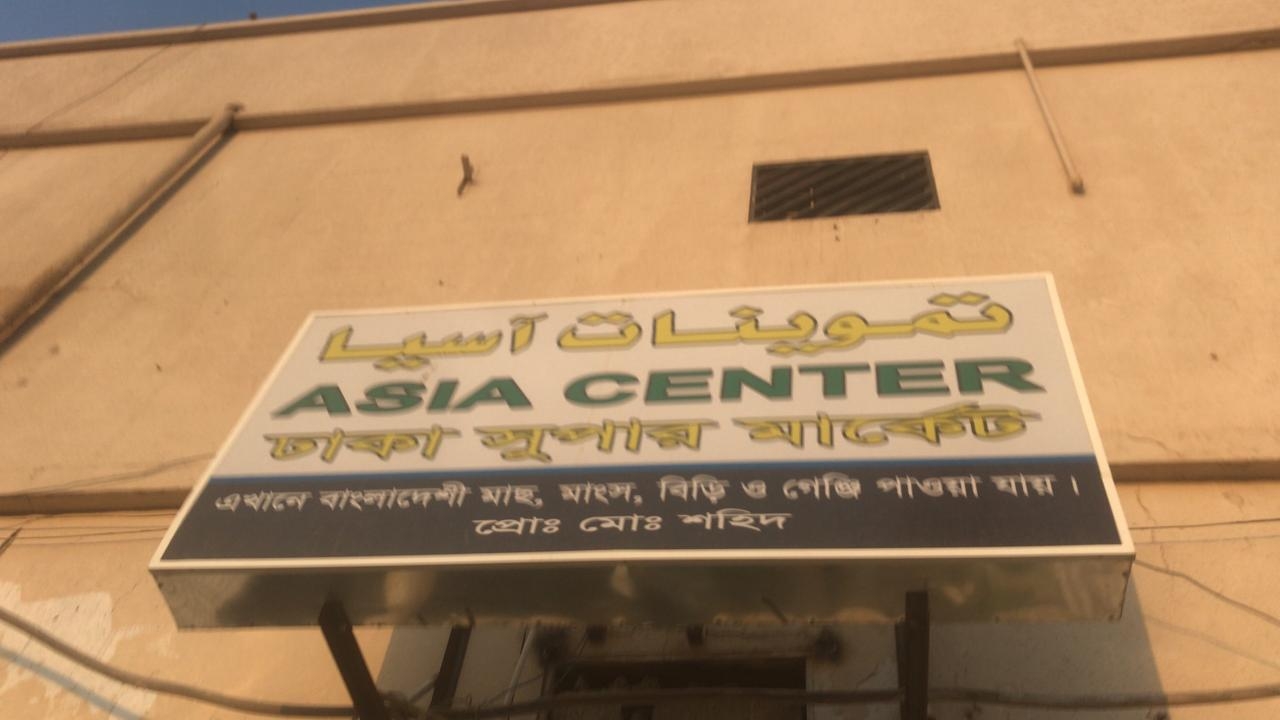 تموينات آسيا
ASIA CENTER
ঢাকা সুপার মার্কেট
এখানে বাংলাদেশী মাছ, মাংস, বিড়ি ও গেঞ্জি পাওয়া যায় ।
প্রোঃ মোঃ শহিদ